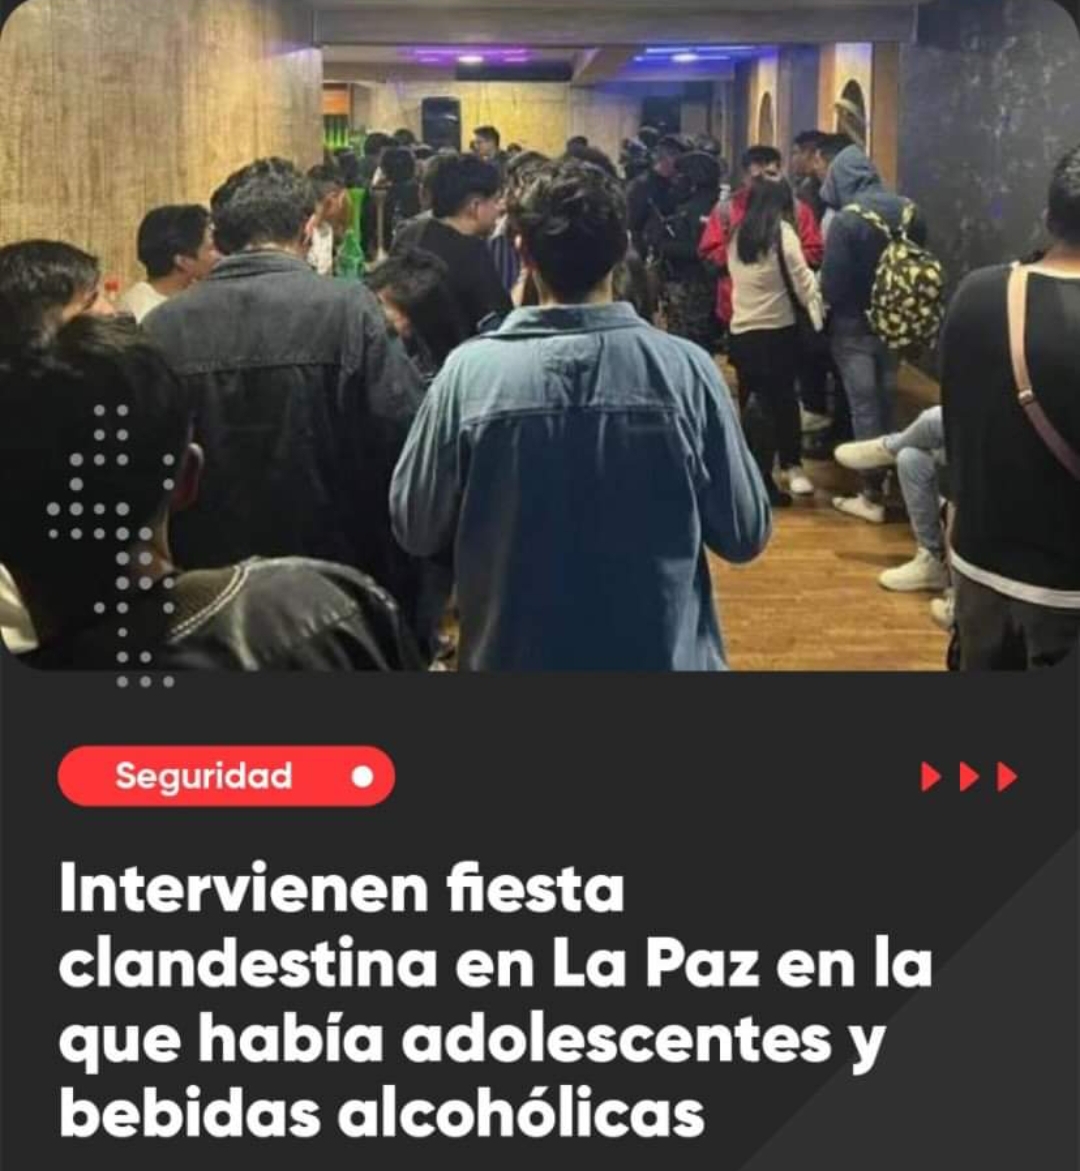 Seguridad
Intervienen fiesta
clandestina en La Paz en la
que había adolescentes y
bebidas alcohólicas